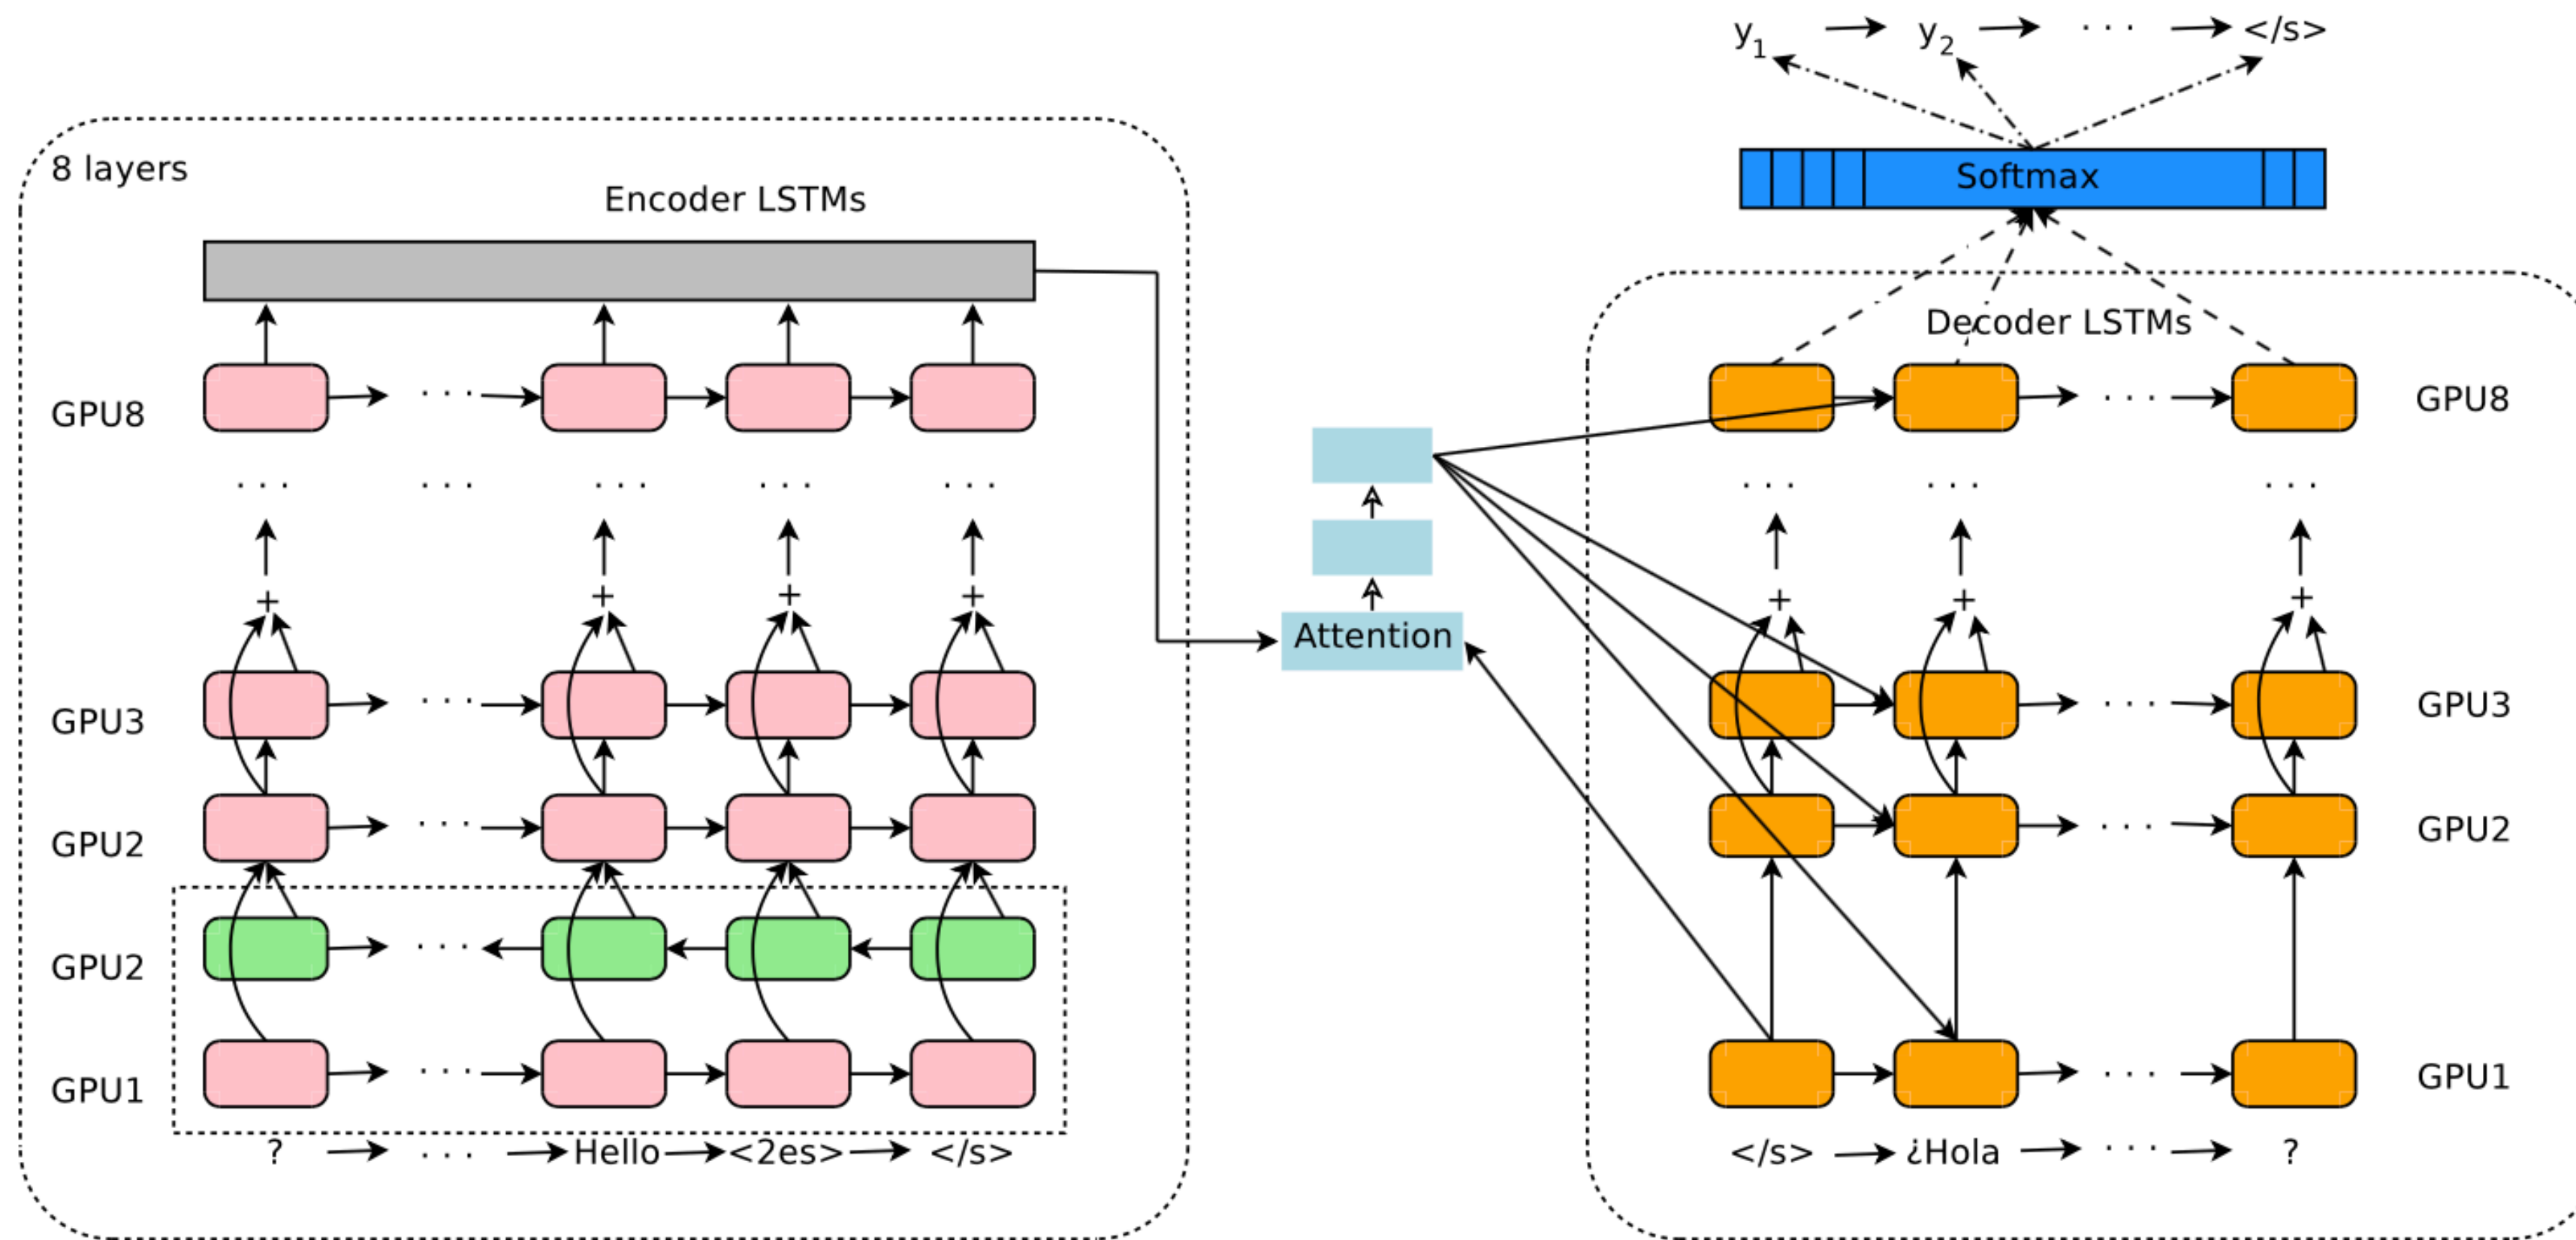 y1 y2 ... </s>
Softmax
8 layers
Encoder LSTMs
Decoder LSTMs
GPU8
GPU8
... ... ... ... ...
... ... ...
+ + + +
+ + +
Attention
GPU3
GPU3
GPU2
GPU2
GPU2
GPU1
GPU1
? ... Hello <2es> </s>
</s> ¿Hola ... ?